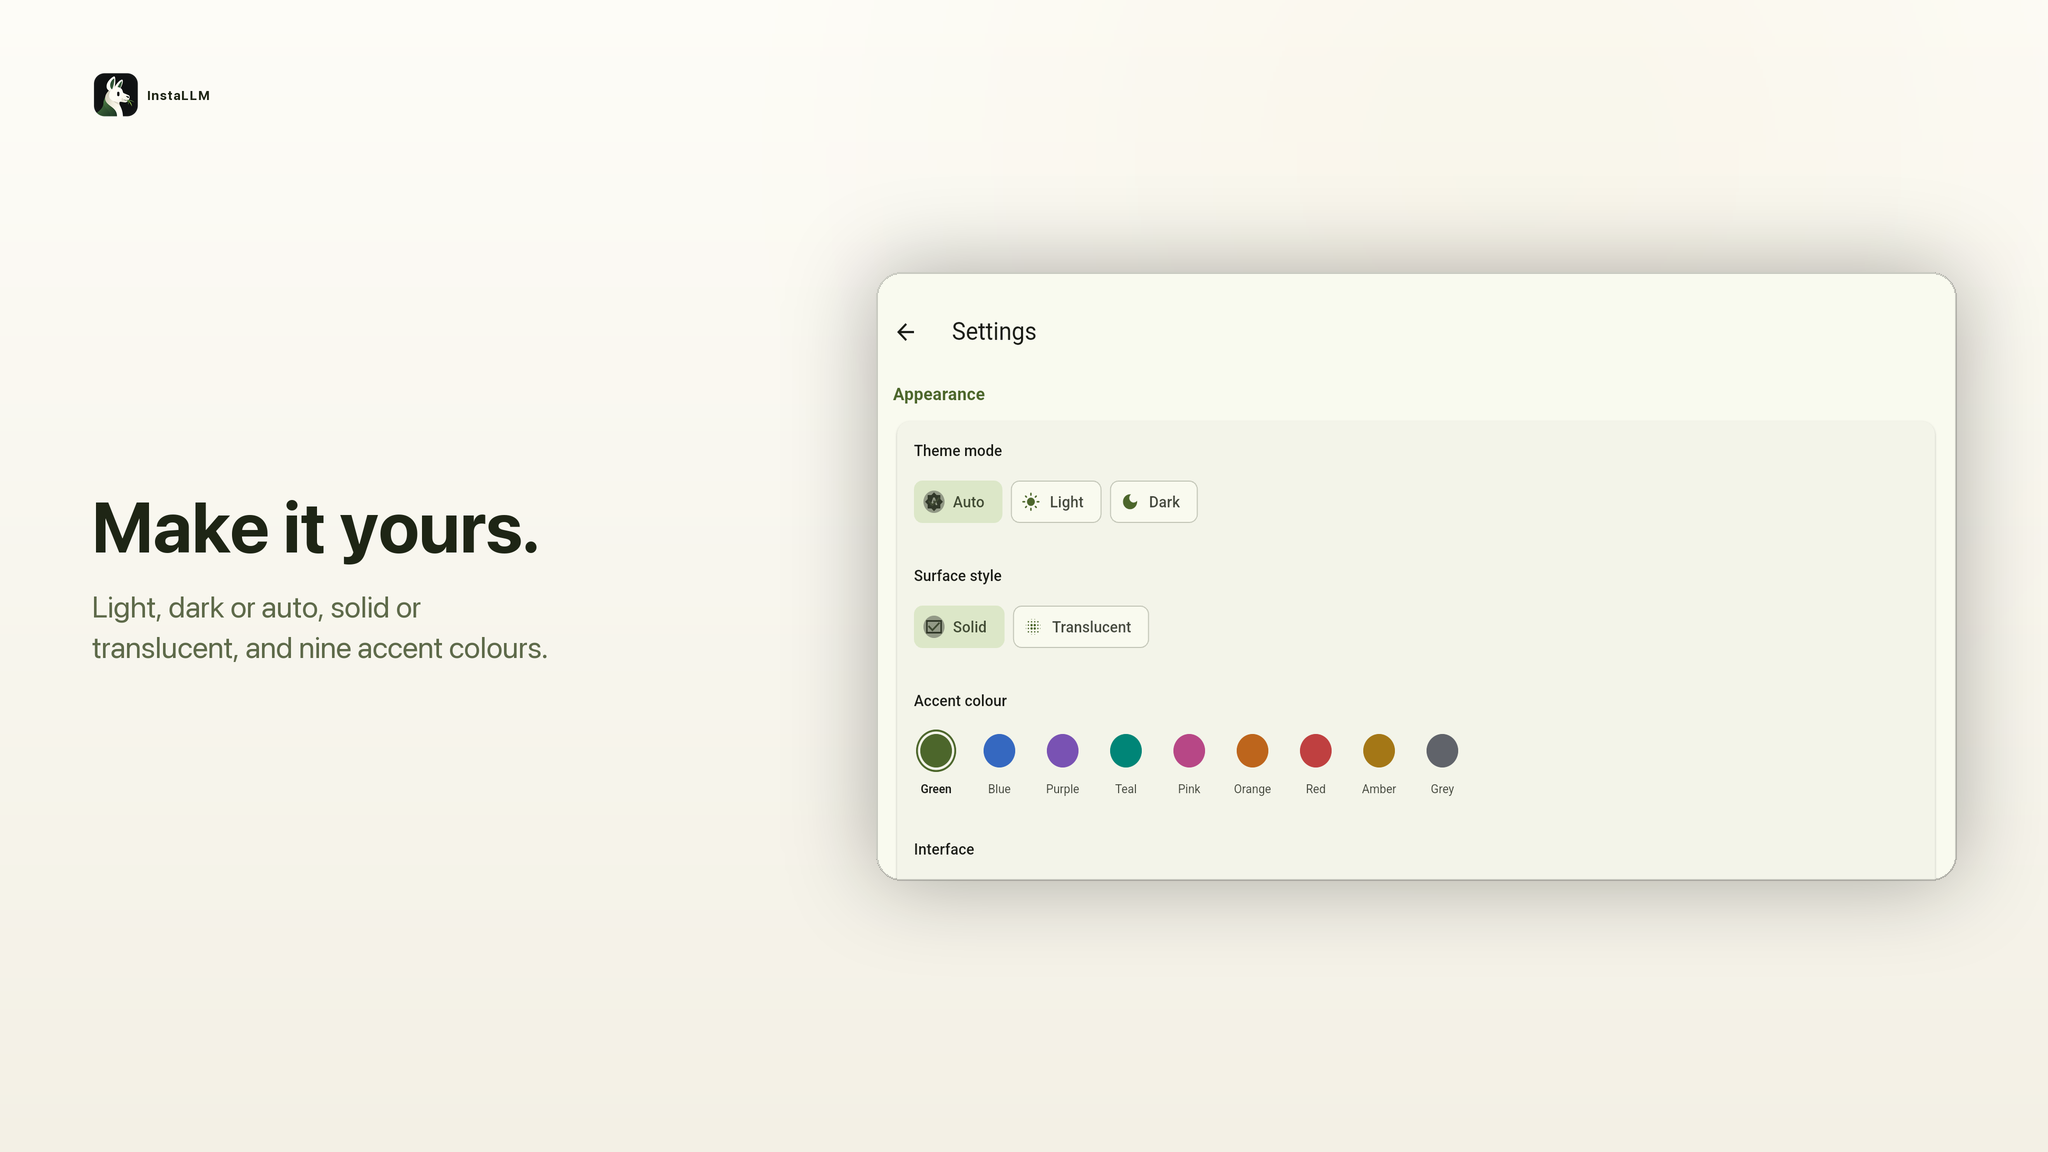 InstaLLM
Make it yours.
Light, dark or auto, solid or
translucent, and nine accent colours.
Settings
Appearance
Theme mode
Auto
Light
Dark
Surface style
Solid
Translucent
Accent colour
Green
Blue
Purple
Teal
Pink
Orange
Red
Amber
Grey
Interface